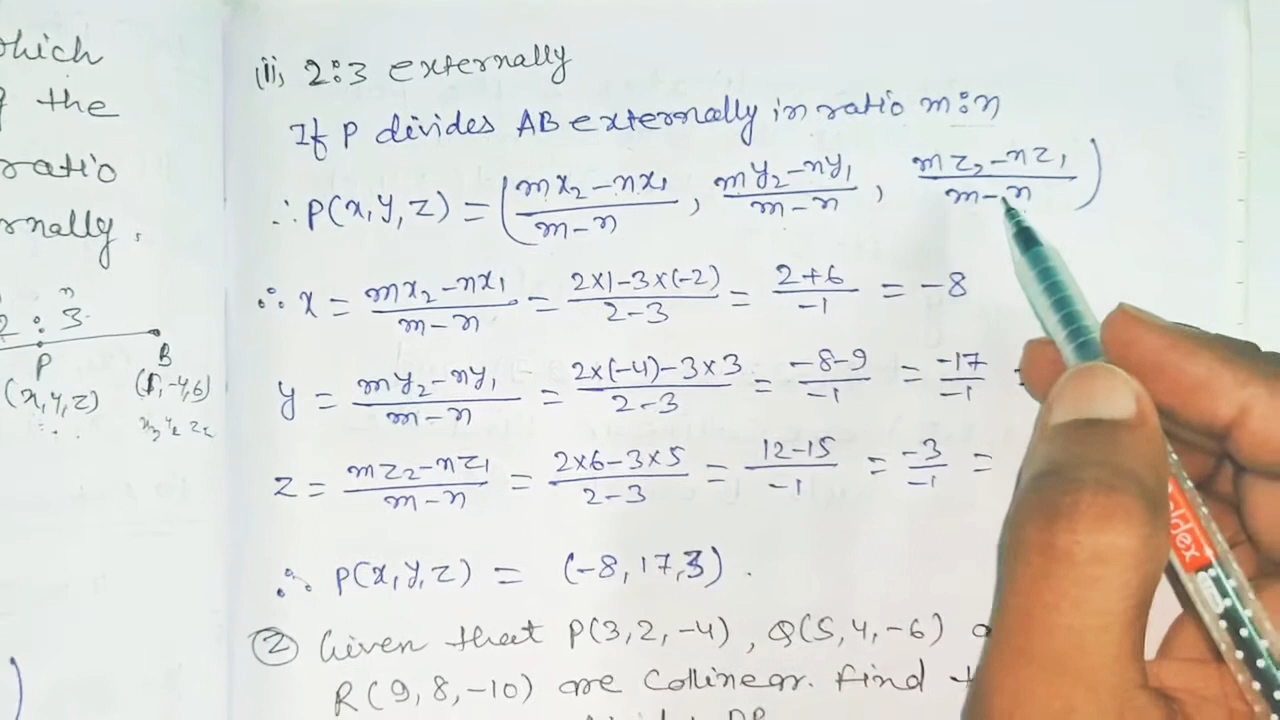 which
the
ratio
(ii) 2:3 externally
If P divides AB externally in ratio m:n
∴ P(x,y,z) = ( mx₂-nx₁ / m-n , my₂-ny₁ / m-n , mz₂-nz₁ / m-n )
∴ x = mx₂-nx₁ / m-n = 2×1-3×(-2) / 2-3 = 2+6 / -1 = -8
y = my₂-ny₁ / m-n = 2×(-4)-3×3 / 2-3 = -8-9 / -1 = -17 / -1
z = mz₂-nz₁ / m-n = 2×6-3×5 / 2-3 = 12-15 / -1 = -3 / -1 =
∴ P(x,y,z) = (-8,17,3).
② Given that P(3,2,-4), Q(5,4,-6)
R(9,8,-10) are collinear. Find
n
2 : 3
P
B
(x,y,z)
(1,-4,6)
x₂ y₂ z₂